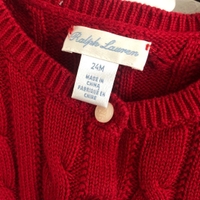 Ralph Lauren
24M
MADE IN
CHINA
FABRIQUÉ EN
CHINE